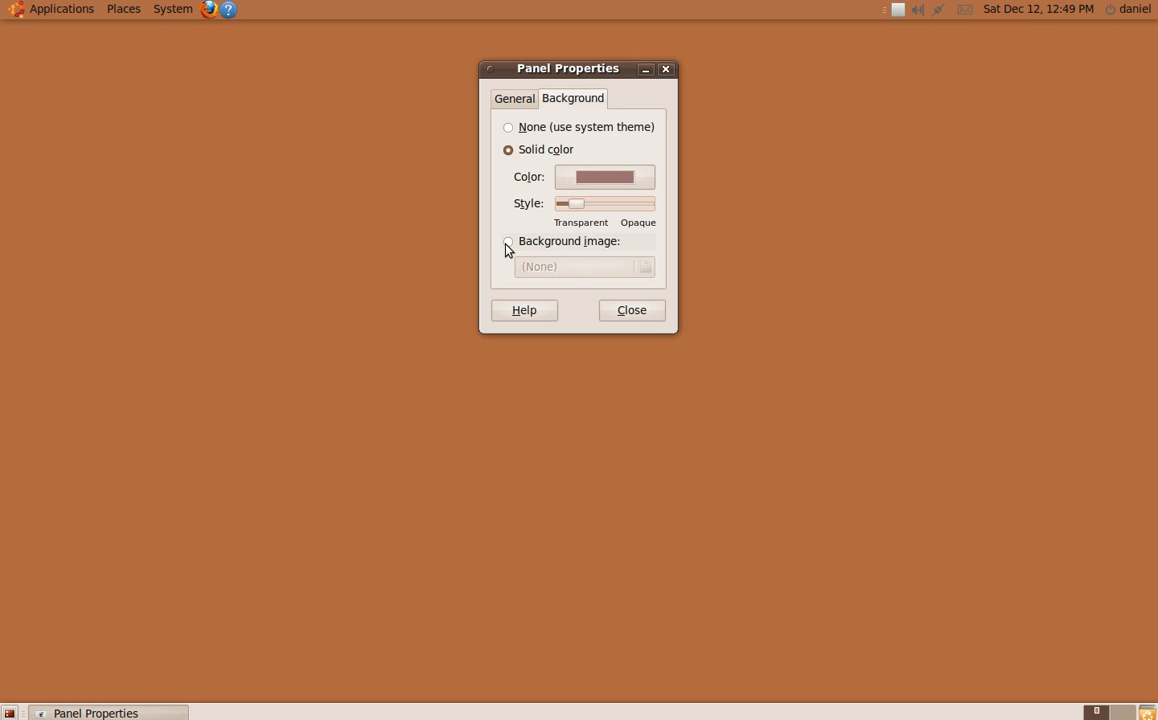 Applications Places System Sat Dec 12, 12:49 PM daniel
Panel Properties
General Background
None (use system theme)
Solid color
Color:
Style:
Transparent Opaque
Background image:
(None)
Help Close
Panel Properties